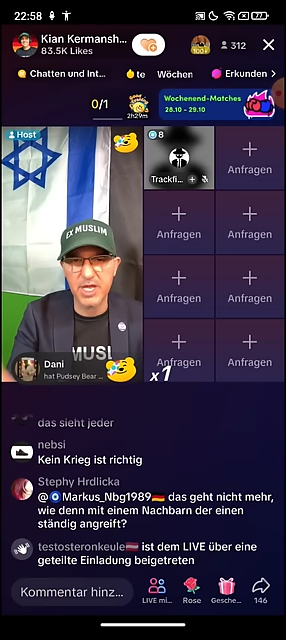 22:58
77
Kian Kermansh...
83.5K Likes
100+
312
Chatten und Int...
te
Wöchen
Erkunden
0/1
2h29m
Wochenend-Matches
28.10 – 29.10
Host
8
EX MUSLIM
MUSL
Trackfi...
Anfragen
Anfragen
Anfragen
Anfragen
Anfragen
Anfragen
Anfragen
Dani
hat Pudsey Bear ...
x1
das sieht jeder
nebsi
Kein Krieg ist richtig
Stephy Hrdlicka
@🧿Markus_Nbg1989🇩🇪 das geht nicht mehr,
wie denn mit einem Nachbarn der einen
ständig angreift?
testosteronkeule🇱🇻 ist dem LIVE über eine
geteilte Einladung beigetreten
Kommentar hinz...
LIVE mi...
Rose
Gesche...
146